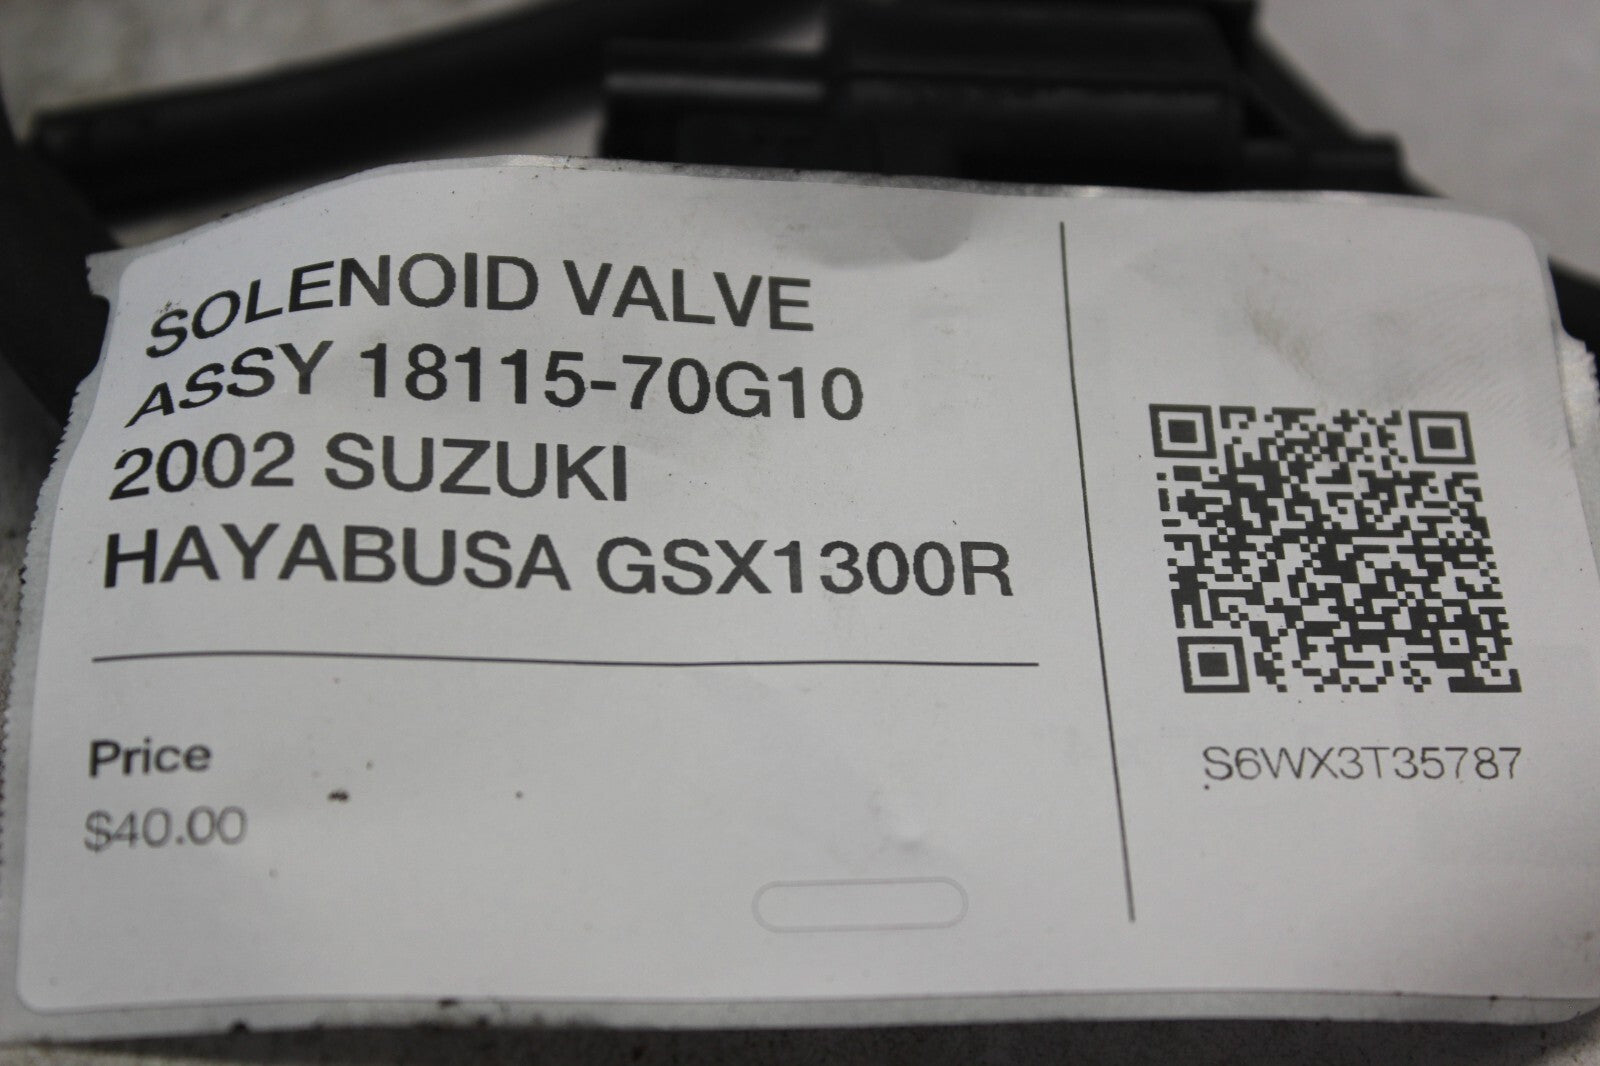 SOLENOID VALVE
ASSY 18115-70G10
2002 SUZUKI
HAYABUSA GSX1300R
Price
$40.00
S6WX3T35787